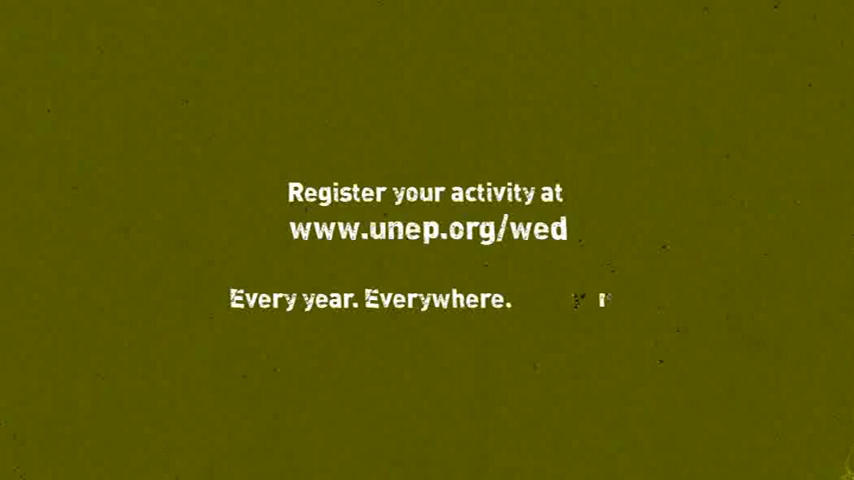 Register your activity at
www.unep.org/wed
Every year. Everywhere.